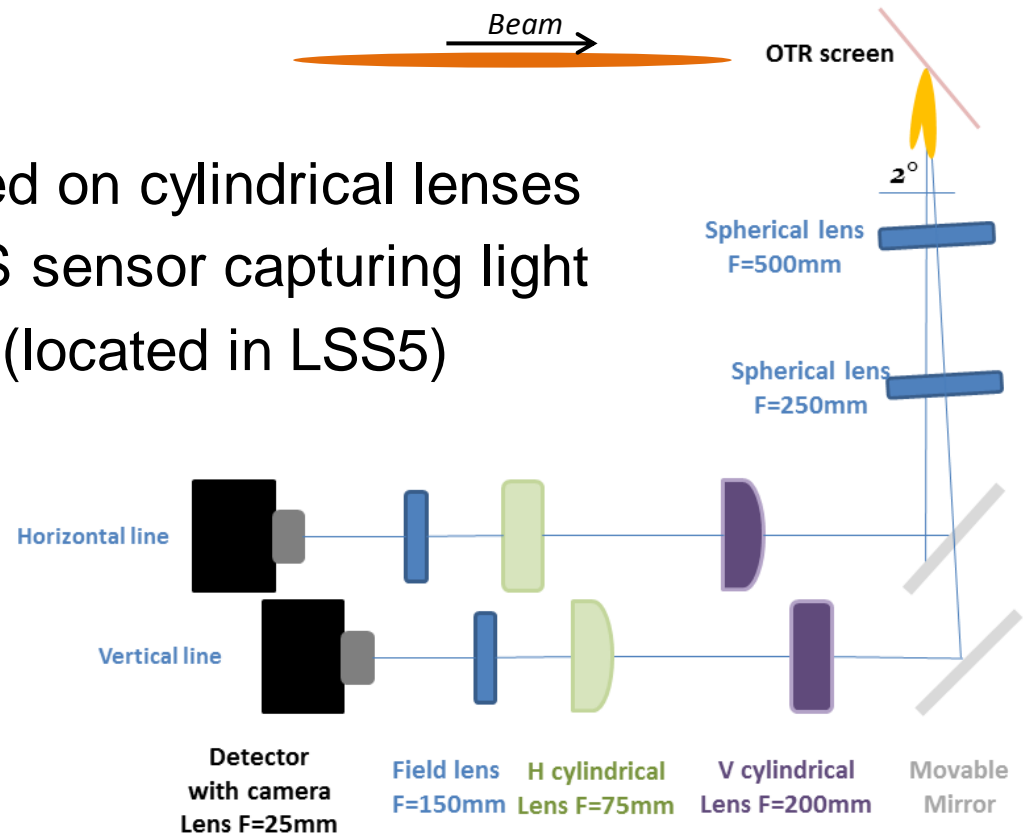 Beam
OTR screen
ed on cylindrical lenses
2°
Spherical lens
F=500mm
S sensor capturing light
(located in LSS5)
Spherical lens
F=250mm
Horizontal line
Vertical line
Detector
with camera
Lens F=25mm
Field lens
F=150mm
H cylindrical
Lens F=75mm
V cylindrical
Lens F=200mm
Movable
Mirror